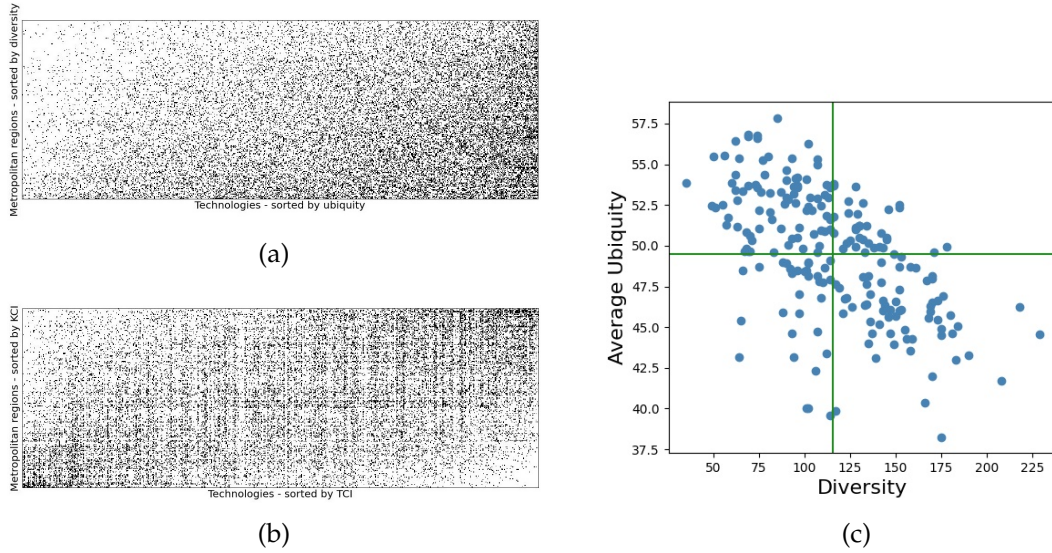 Metropolitan regions - sorted by diversity
Technologies - sorted by ubiquity
(a)
Metropolitan regions - sorted by KCI
Technologies - sorted by TCI
(b)
Average Ubiquity
57.5
55.0
52.5
50.0
47.5
45.0
42.5
40.0
37.5
50 75 100 125 150 175 200 225
Diversity
(c)